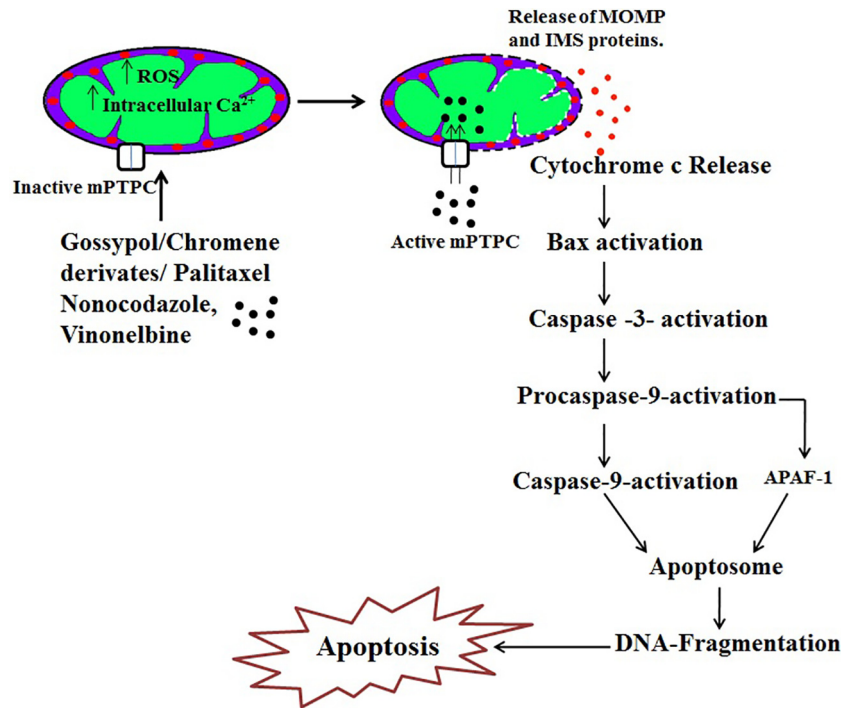 Release of MOMP
and IMS proteins.
ROS
Intracellular Ca²⁺
Inactive mPTPC
Cytochrome c Release
Active mPTPC
Gossypol/Chromene
derivates/ Palitaxel
Nonocodazole,
Vinonelbine
Bax activation
Caspase -3- activation
Procaspase-9-activation
Caspase-9-activation
APAF-1
Apoptosome
DNA-Fragmentation
Apoptosis